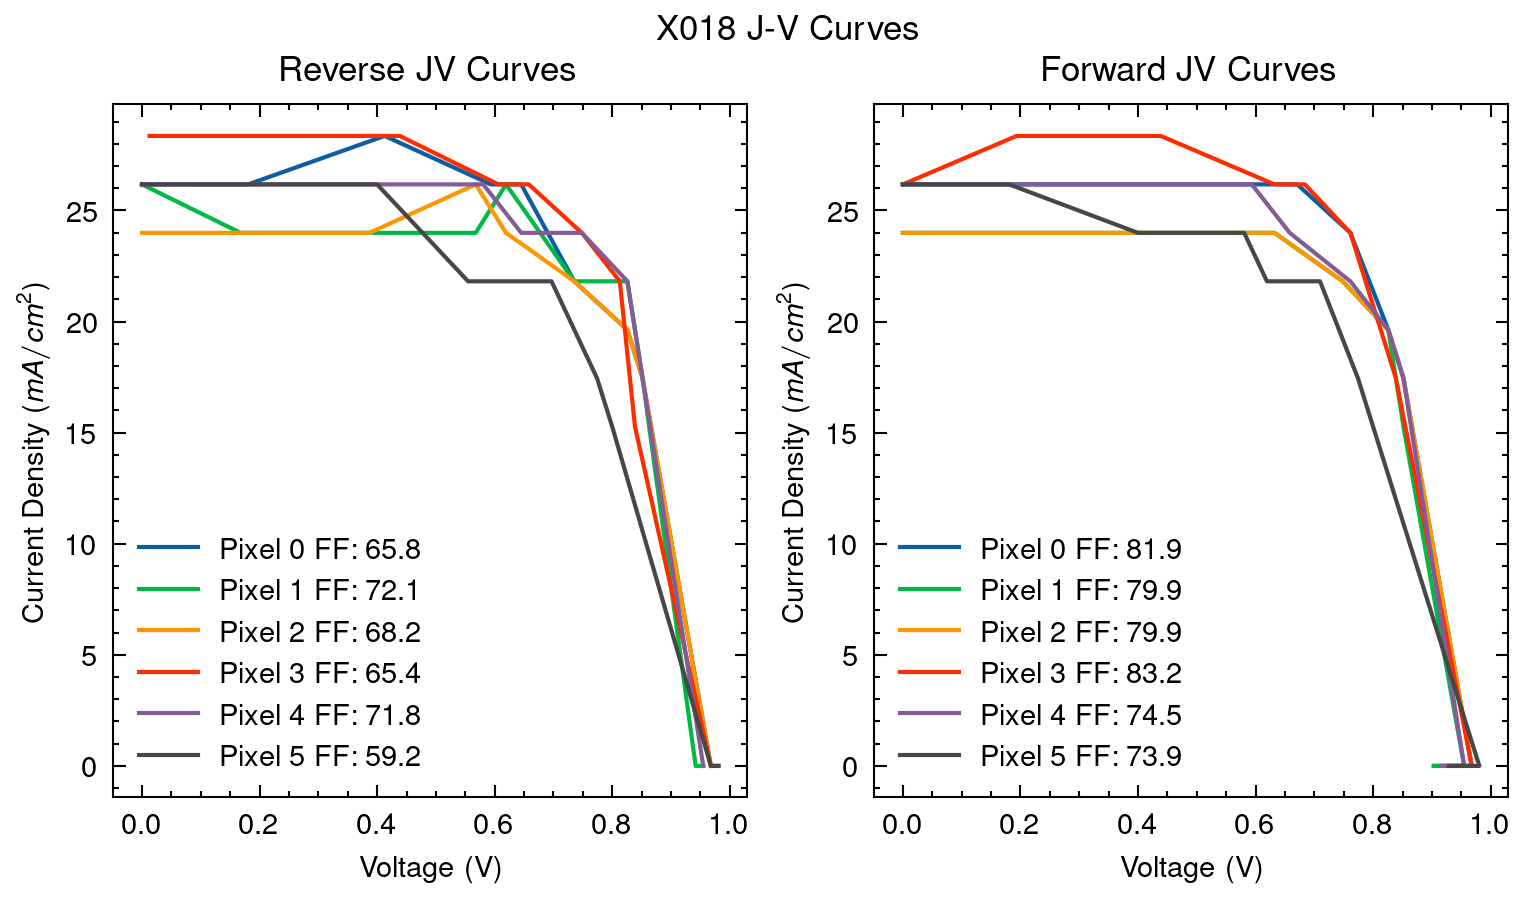 X018 J-V Curves
Reverse JV Curves
Current Density (mA/cm²)
25
20
15
10
5
0
Pixel 0 FF: 65.8
Pixel 1 FF: 72.1
Pixel 2 FF: 68.2
Pixel 3 FF: 65.4
Pixel 4 FF: 71.8
Pixel 5 FF: 59.2
0.0 0.2 0.4 0.6 0.8 1.0
Voltage (V)
Forward JV Curves
Current Density (mA/cm²)
25
20
15
10
5
0
Pixel 0 FF: 81.9
Pixel 1 FF: 79.9
Pixel 2 FF: 79.9
Pixel 3 FF: 83.2
Pixel 4 FF: 74.5
Pixel 5 FF: 73.9
0.0 0.2 0.4 0.6 0.8 1.0
Voltage (V)